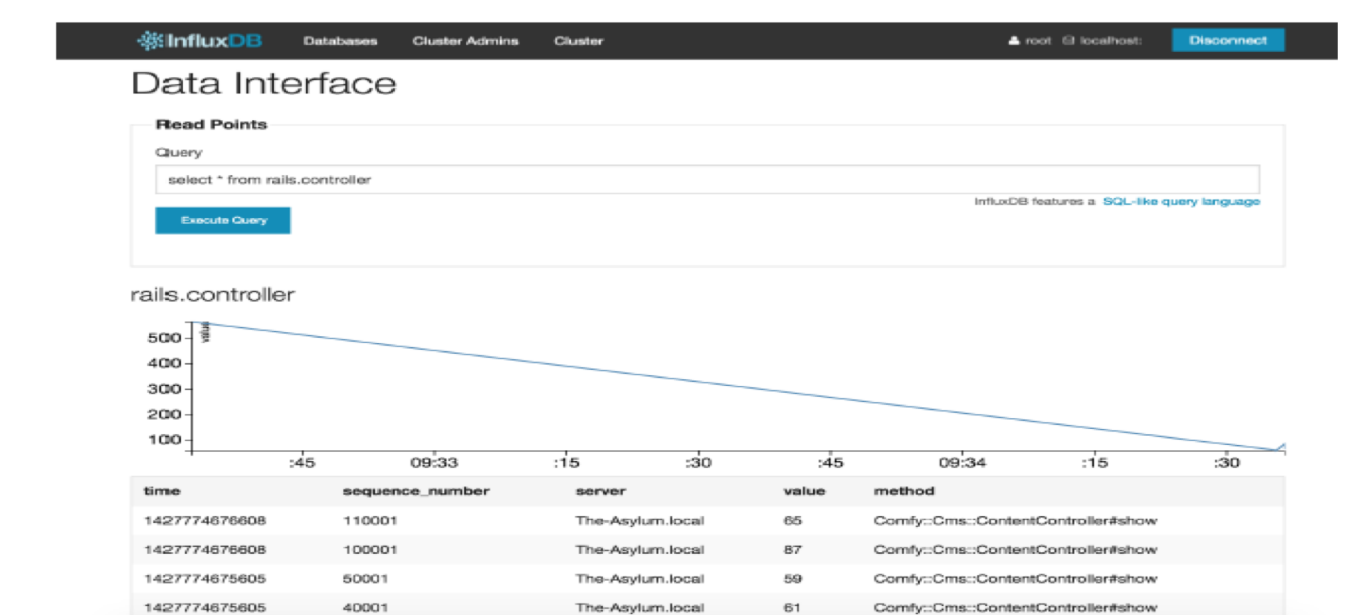 InfluxDB Databases Cluster Admins Cluster root localhost: Disconnect
Data Interface
Read Points
Query
select * from rails.controller
InfluxDB features a SQL-like query language
Execute Query
rails.controller
value
500
400
300
200
100
:45 09:33 :15 :30 :45 09:34 :15 :30
time sequence_number server value method
1427774676608 110001 The-Asylum.local 65 Comfy::Cms::ContentController#show
1427774676608 100001 The-Asylum.local 87 Comfy::Cms::ContentController#show
1427774675605 50001 The-Asylum.local 59 Comfy::Cms::ContentController#show
1427774675605 40001 The-Asylum.local 61 Comfy::Cms::ContentController#show